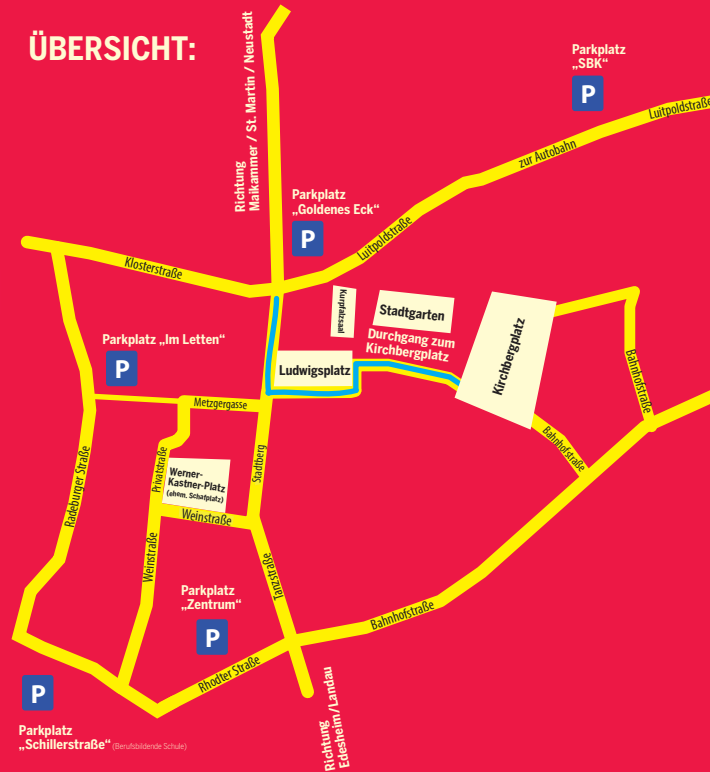 ÜBERSICHT:
Richtung
Maikammer / St. Martin / Neustadt
Parkplatz
„SBK“
P
Luitpoldstraße
zur Autobahn
Parkplatz
„Goldenes Eck“
P
Luitpoldstraße
Klosterstraße
Kurpfalzsaal
Stadtgarten
Durchgang zum
Kirchbergplatz
Kirchbergplatz
Parkplatz „Im Letten“
P
Ludwigsplatz
Bahnhofstraße
Metzgergasse
Bahnhofstraße
Radeburger Straße
Privatstraße
Werner-
Kastner-Platz
(ehem. Schafplatz)
Stadtberg
Weinstraße
Weinstraße
Tanzstraße
Parkplatz
„Zentrum“
P
Bahnhofstraße
Rhodter Straße
P
Parkplatz
„Schillerstraße“ (Berufsbildende Schule)
Richtung
Edesheim/Landau